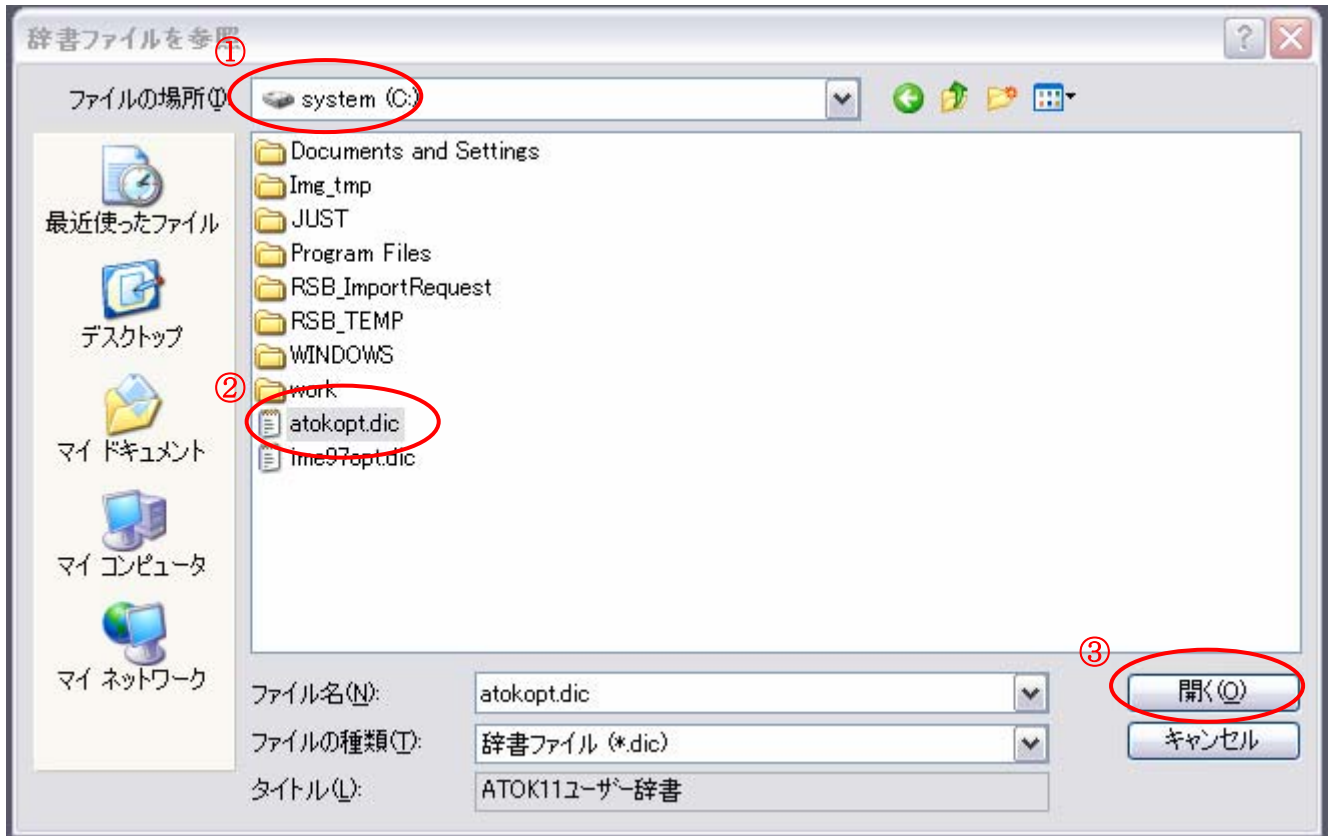 辞書ファイルを参照
①
ファイルの場所(I):
system (C:)
最近使ったファイル
デスクトップ
マイ ドキュメント
マイ コンピュータ
マイ ネットワーク
Documents and Settings
Img_tmp
JUST
Program Files
RSB_ImportRequest
RSB_TEMP
WINDOWS
②
work
atokopt.dic
ime97opt.dic
③
ファイル名(N):
atokopt.dic
開く(O)
ファイルの種類(T):
辞書ファイル (*.dic)
キャンセル
タイトル(L):
ATOK11ユーザー辞書